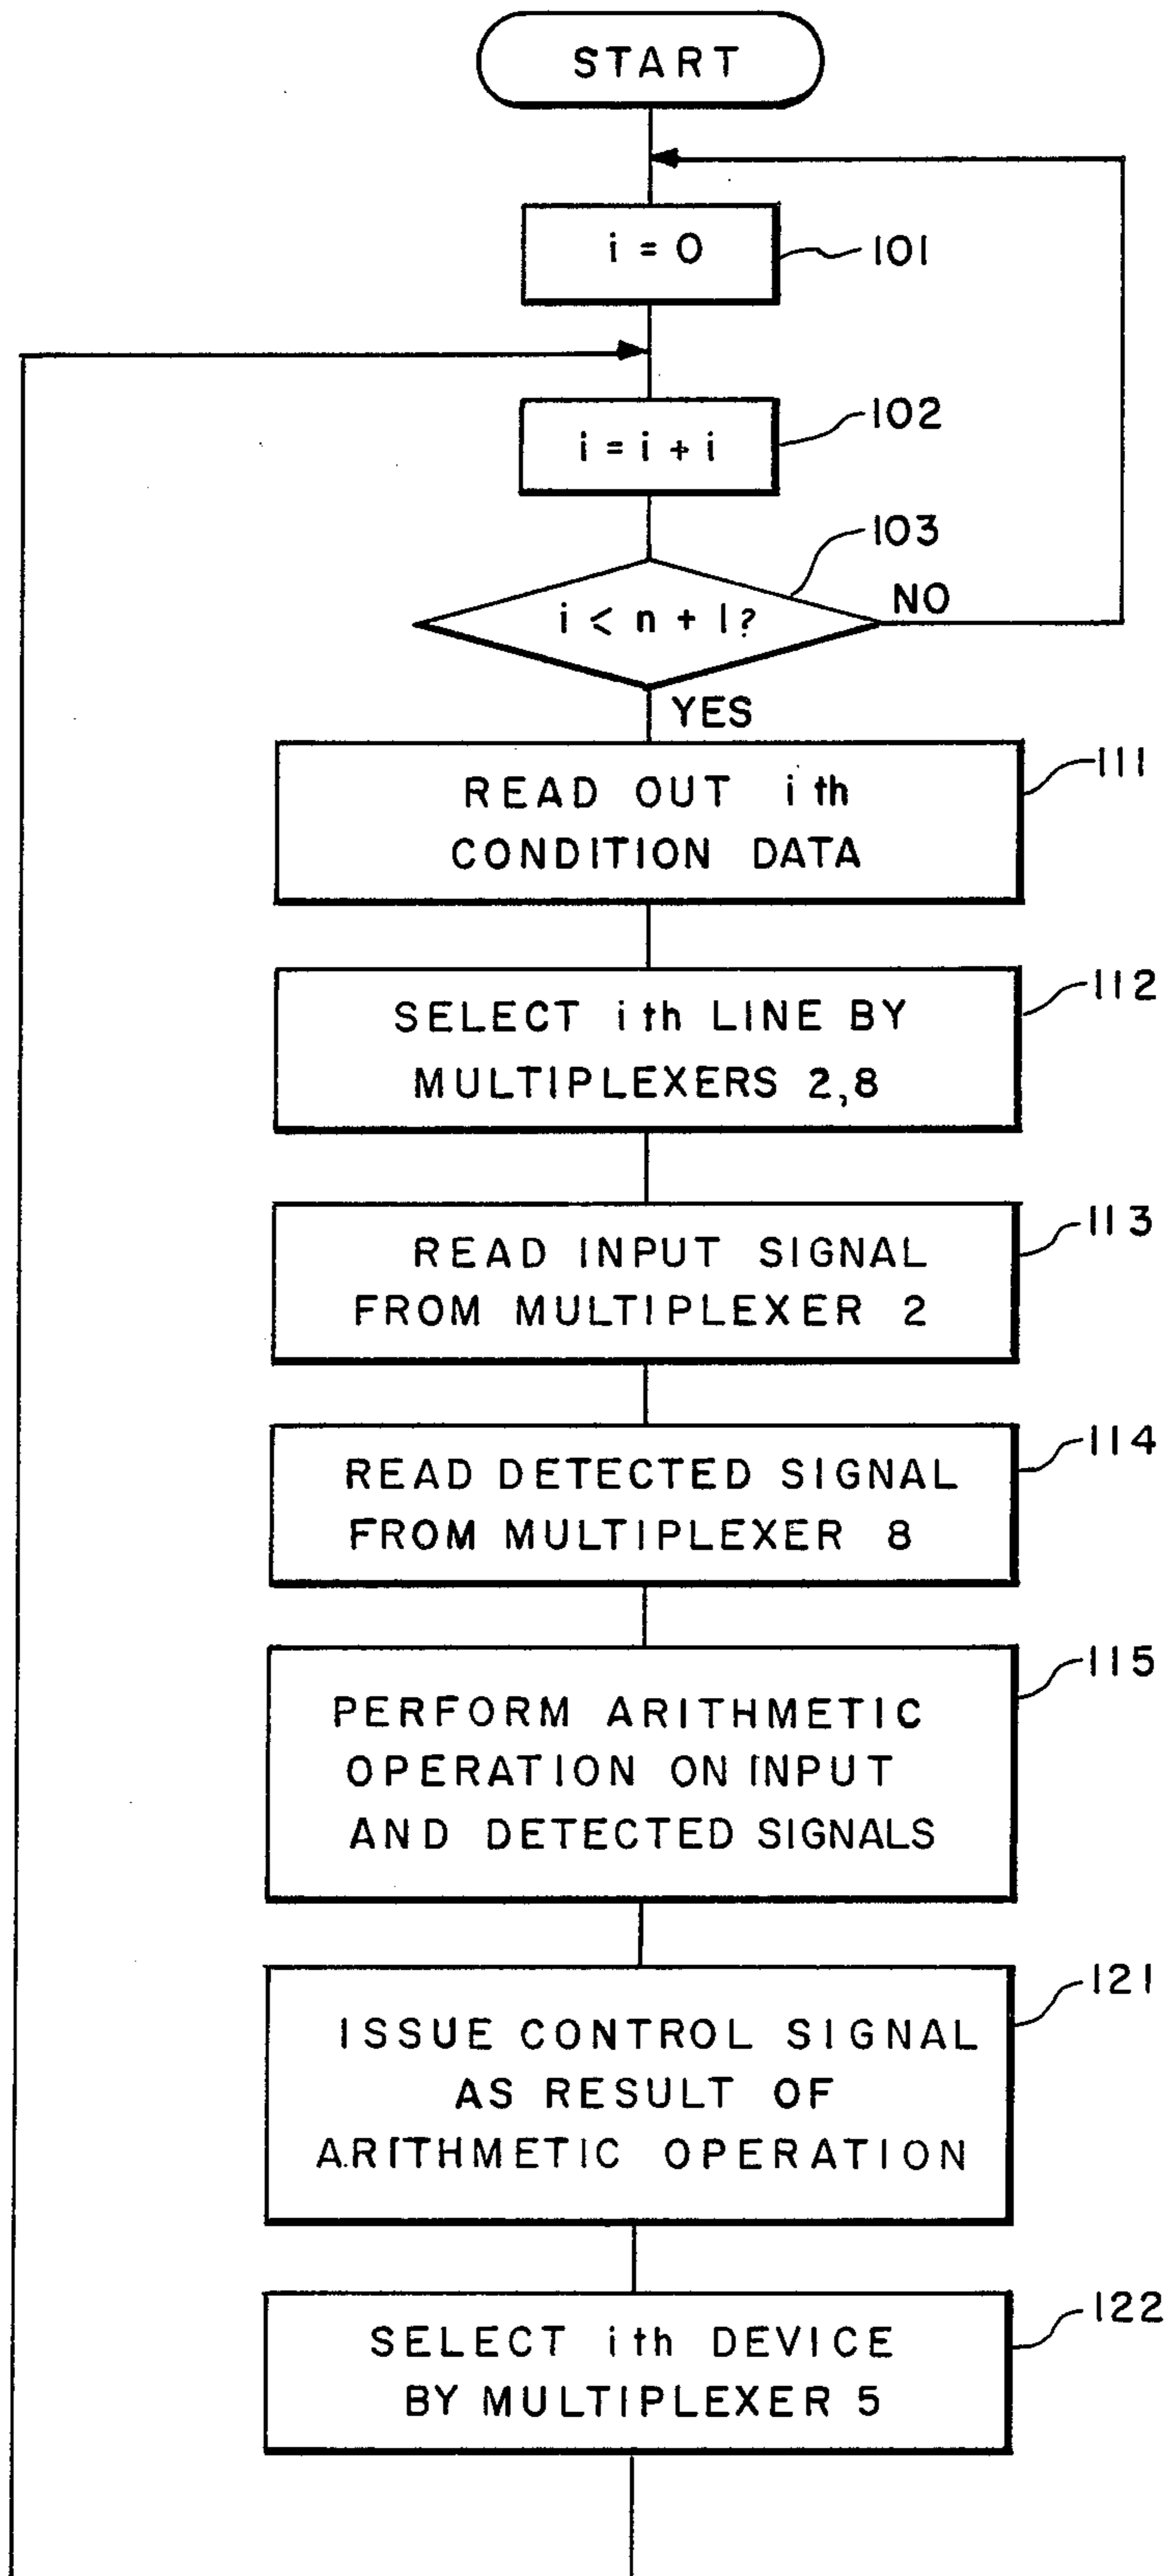 START
i = 0
101
i = i + i
102
103
i < n + 1?
NO
YES
READ OUT i th
CONDITION DATA
111
SELECT i th LINE BY
MULTIPLEXERS 2,8
112
READ INPUT SIGNAL
FROM MULTIPLEXER 2
113
READ DETECTED SIGNAL
FROM MULTIPLEXER 8
114
PERFORM ARITHMETIC
OPERATION ON INPUT
AND DETECTED SIGNALS
115
ISSUE CONTROL SIGNAL
AS RESULT OF
ARITHMETIC OPERATION
121
SELECT i th DEVICE
BY MULTIPLEXER 5
122